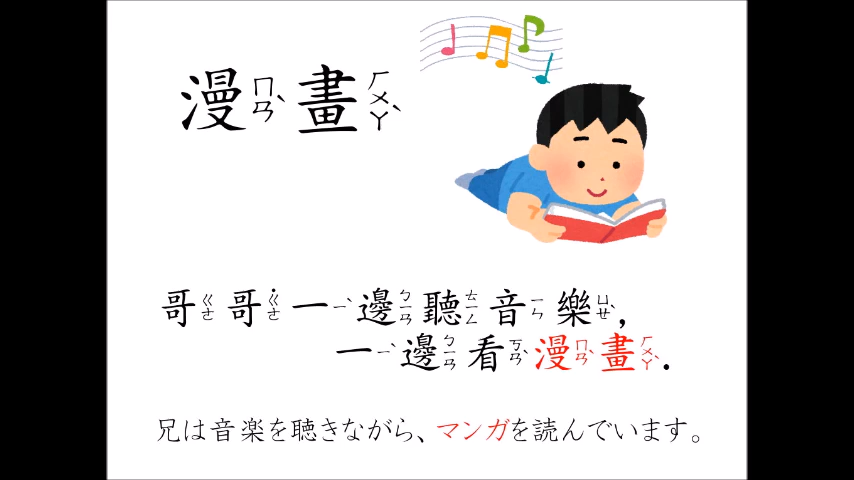 漫ㄇㄢˋ畫ㄏㄨㄚˋ
哥ㄍㄜ哥˙ㄍㄜ一ㄧˋ邊ㄅㄧㄢ聽ㄊㄧㄥ音ㄧㄣ樂ㄩㄝˋ,
一ㄧˋ邊ㄅㄧㄢ看ㄎㄢˋ漫ㄇㄢˋ畫ㄏㄨㄚˋ.
兄は音楽を聴きながら、マンガを読んでいます。